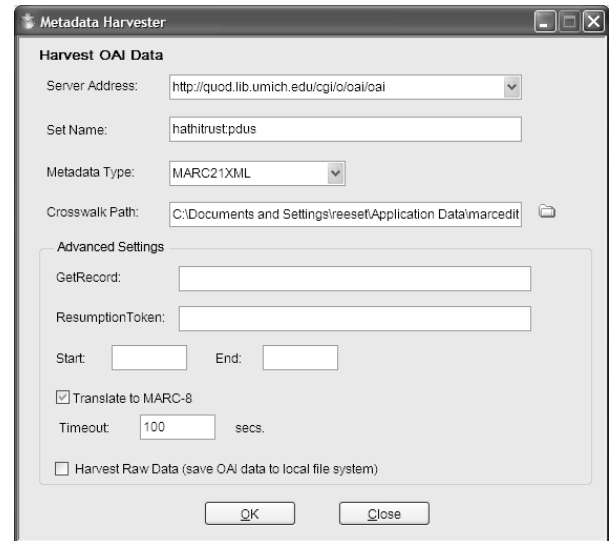 Metadata Harvester
Harvest OAI Data
Server Address: http://quod.lib.umich.edu/cgi/o/oai/oai
Set Name: hathitrust:pdus
Metadata Type: MARC21XML
Crosswalk Path: C:\Documents and Settings\reeset\Application Data\marcedit
Advanced Settings
GetRecord:
ResumptionToken:
Start: End:
Translate to MARC-8
Timeout: 100 secs.
Harvest Raw Data (save OAI data to local file system)
OK Close